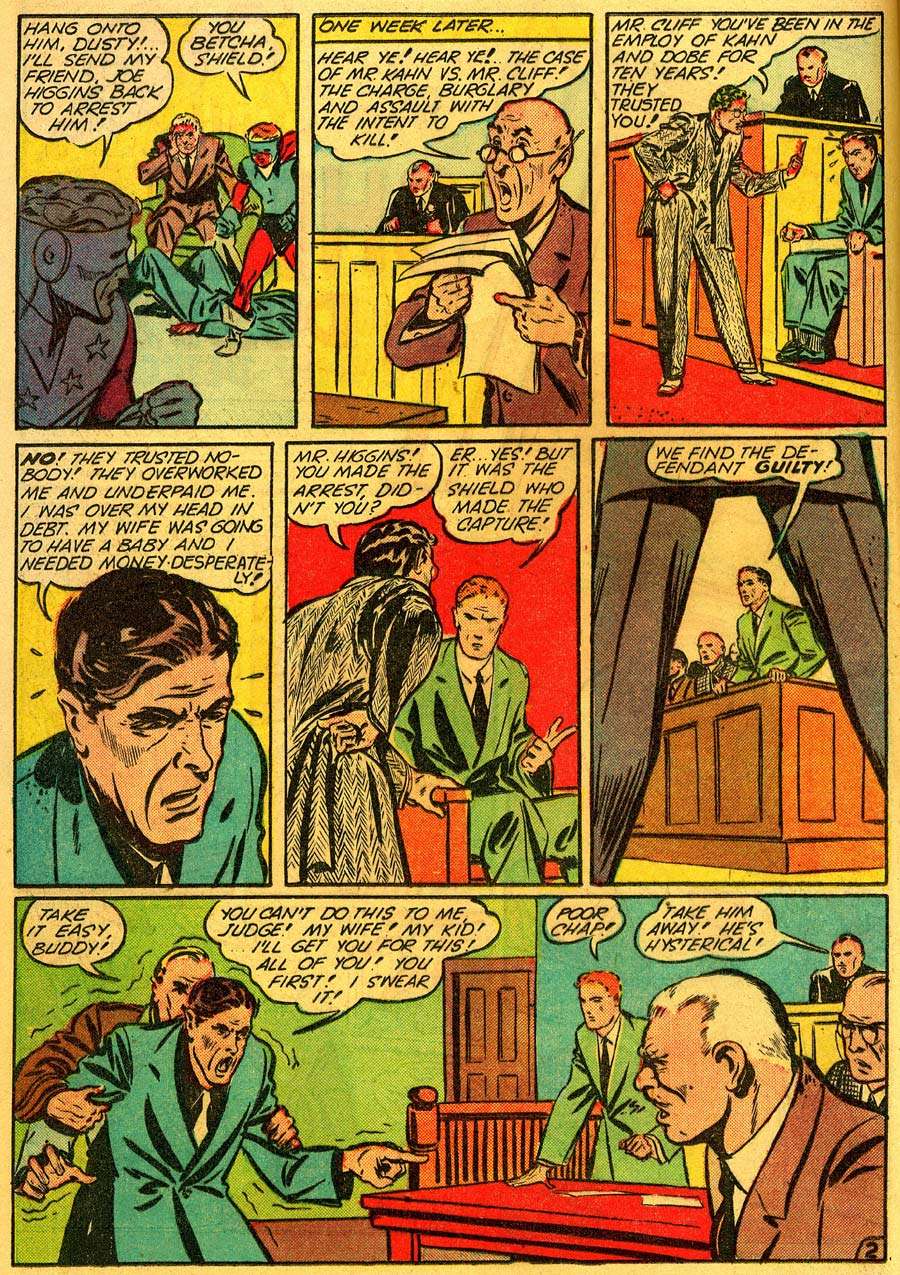 HANG ONTO
HIM, DUSTY!...
I'LL SEND MY
FRIEND, JOE
HIGGINS BACK
TO ARREST
HIM!
YOU
BETCHA,
SHIELD!
ONE WEEK LATER...
HEAR YE! HEAR YE!.. THE CASE
OF MR KAHN VS. MR. CLIFF!
THE CHARGE, BURGLARY
AND ASSAULT WITH
THE INTENT TO
KILL!
MR. CLIFF YOU'VE BEEN IN THE
EMPLOY OF KAHN
AND DOBE FOR
TEN YEARS!
THEY
TRUSTED
YOU!
NO! THEY TRUSTED NO-
BODY! THEY OVERWORKED
ME AND UNDERPAID ME.
I WAS OVER MY HEAD IN
DEBT. MY WIFE WAS GOING
TO HAVE A BABY AND I
NEEDED MONEY-DESPERATE-
LY!
MR. HIGGINS!
YOU MADE THE
ARREST, DID-
N'T YOU?
ER...YES! BUT
IT WAS THE
SHIELD WHO
MADE THE
CAPTURE!
WE FIND THE DE-
FENDANT GUILTY!
TAKE
IT EASY,
BUDDY!
YOU CAN'T DO THIS TO ME,
JUDGE! MY WIFE! MY KID!
I'LL GET YOU FOR THIS!
ALL OF YOU! YOU
FIRST! I SWEAR
IT!
POOR
CHAP!
TAKE HIM
AWAY! HE'S
HYSTERICAL!
2